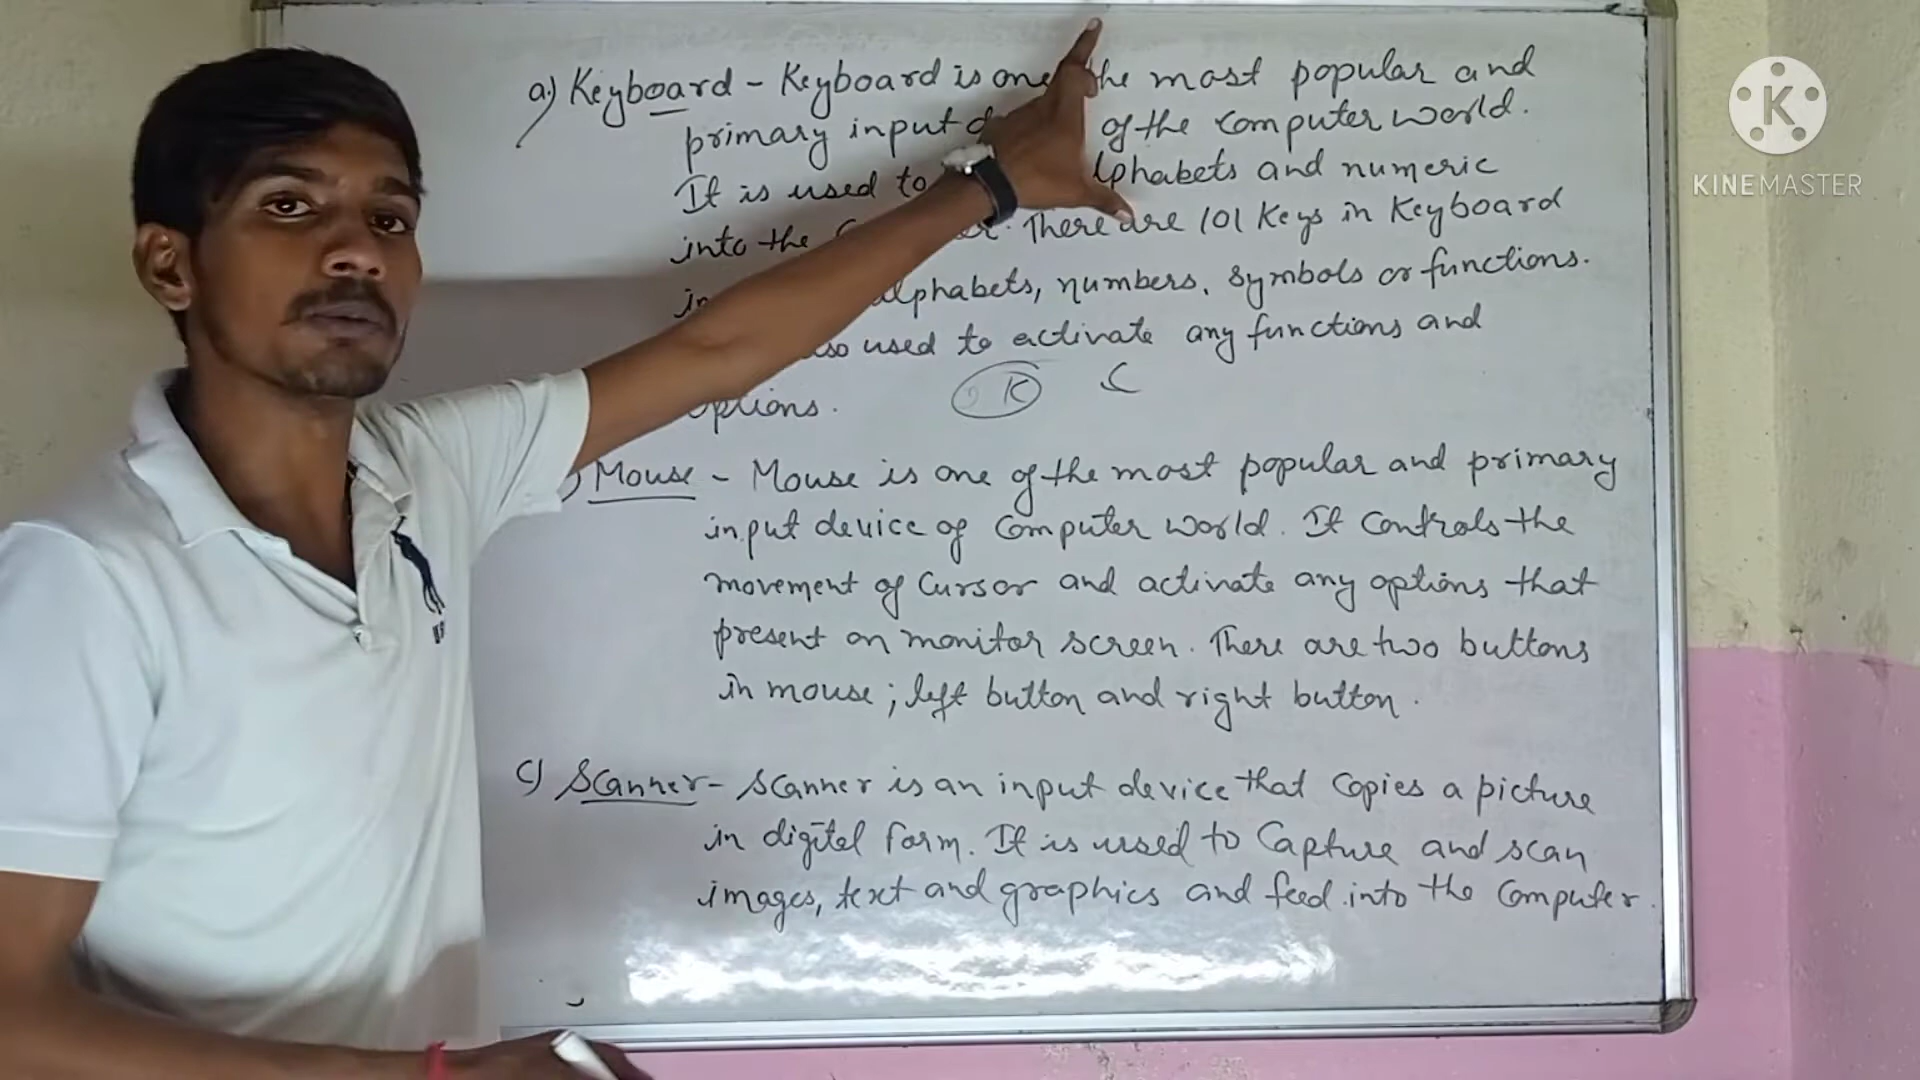 a) Keyboard - Keyboard is one the most popular and
primary input of the computer world.
It is used to lphabets and numeric
into the There are 101 Keys in Keyboard
alphabets, numbers, symbols or functions.
so used to activate any functions and
options.
K
) Mouse - Mouse is one of the most popular and primary
input device of computer world. It controls the
movement of cursor and activate any options that
present on monitor screen. There are two buttons
in mouse; left button and right button.
c) Scanner - Scanner is an input device that copies a picture
in digital form. It is used to capture and scan
images, text and graphics and feed into the computer.
K
KINEMASTER